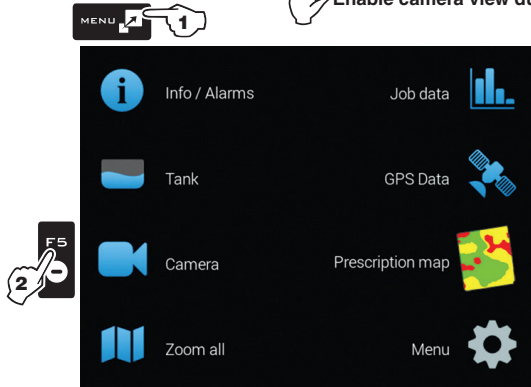 Enable camera view du
MENU
1
Info / Alarms
Job data
Tank
GPS Data
F5
2
Camera
Prescription map
Zoom all
Menu